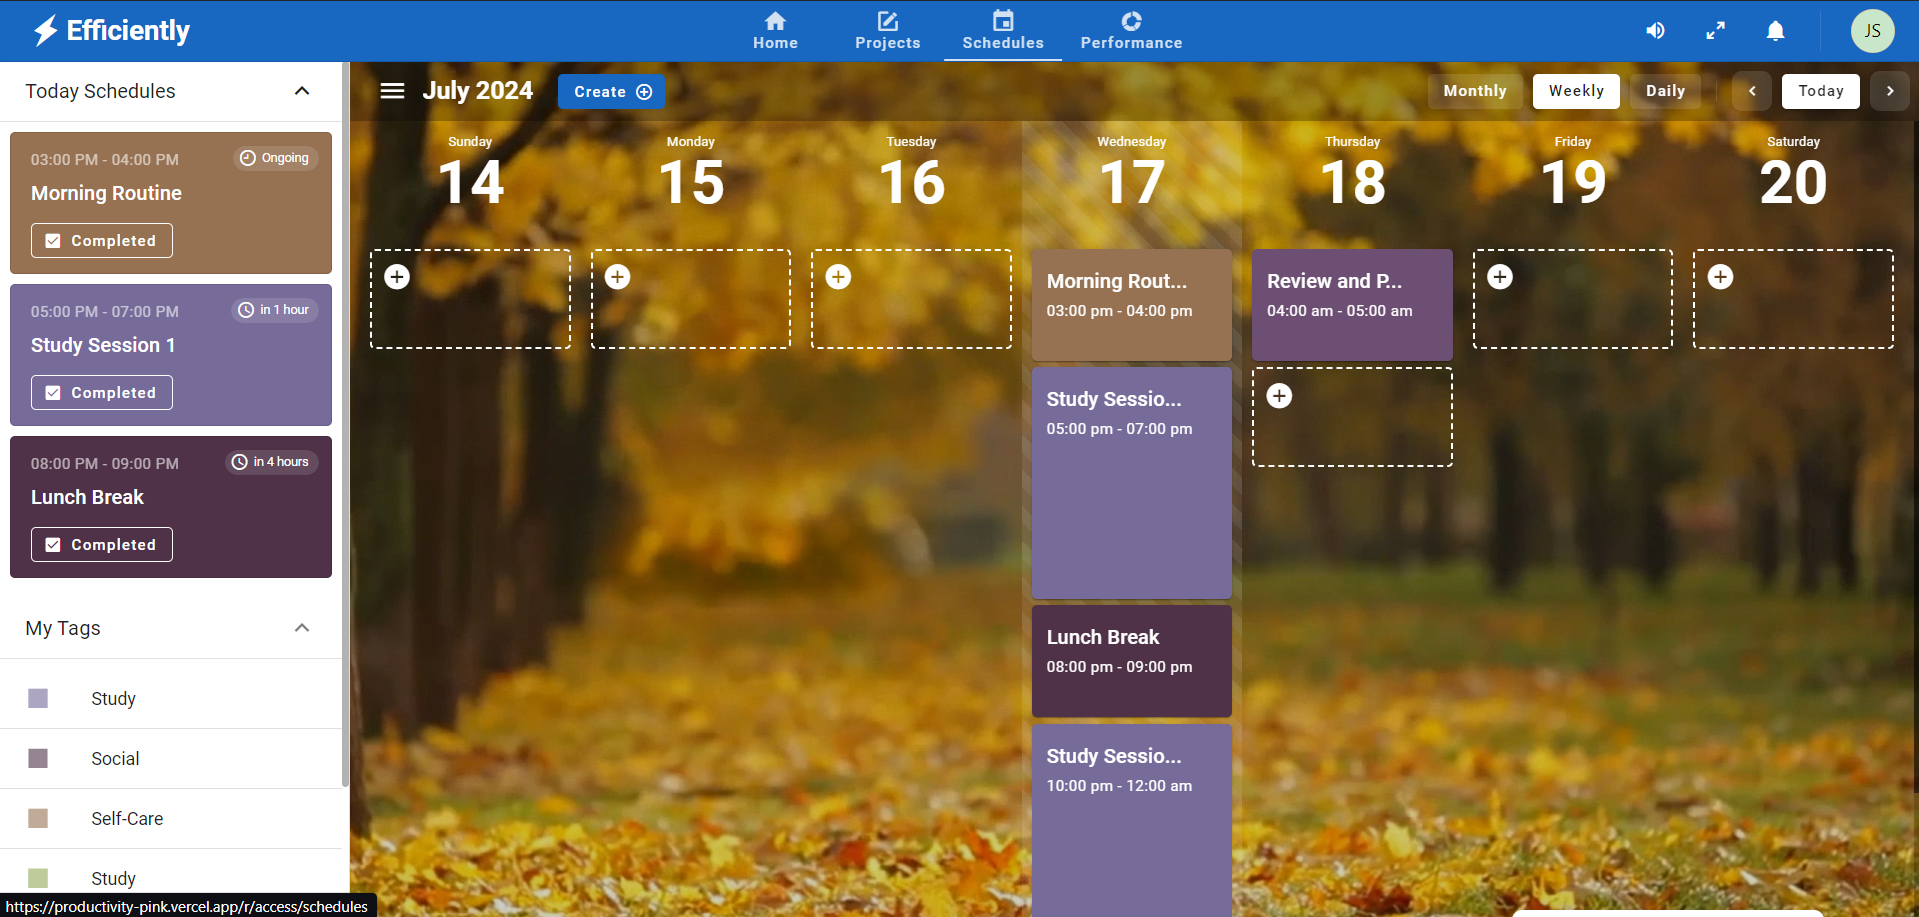 Efficiently
Home
Projects
Schedules
Performance
JS
Today Schedules
03:00 PM - 04:00 PM
Ongoing
Morning Routine
Completed
05:00 PM - 07:00 PM
in 1 hour
Study Session 1
Completed
08:00 PM - 09:00 PM
in 4 hours
Lunch Break
Completed
My Tags
Study
Social
Self-Care
Study
https://productivity-pink.vercel.app/r/access/schedules
July 2024
Create
Monthly
Weekly
Daily
Today
Sunday
14
Monday
15
Tuesday
16
Wednesday
17
Thursday
18
Friday
19
Saturday
20
Morning Rout...
03:00 pm - 04:00 pm
Study Sessio...
05:00 pm - 07:00 pm
Lunch Break
08:00 pm - 09:00 pm
Study Sessio...
10:00 pm - 12:00 am
Review and P...
04:00 am - 05:00 am